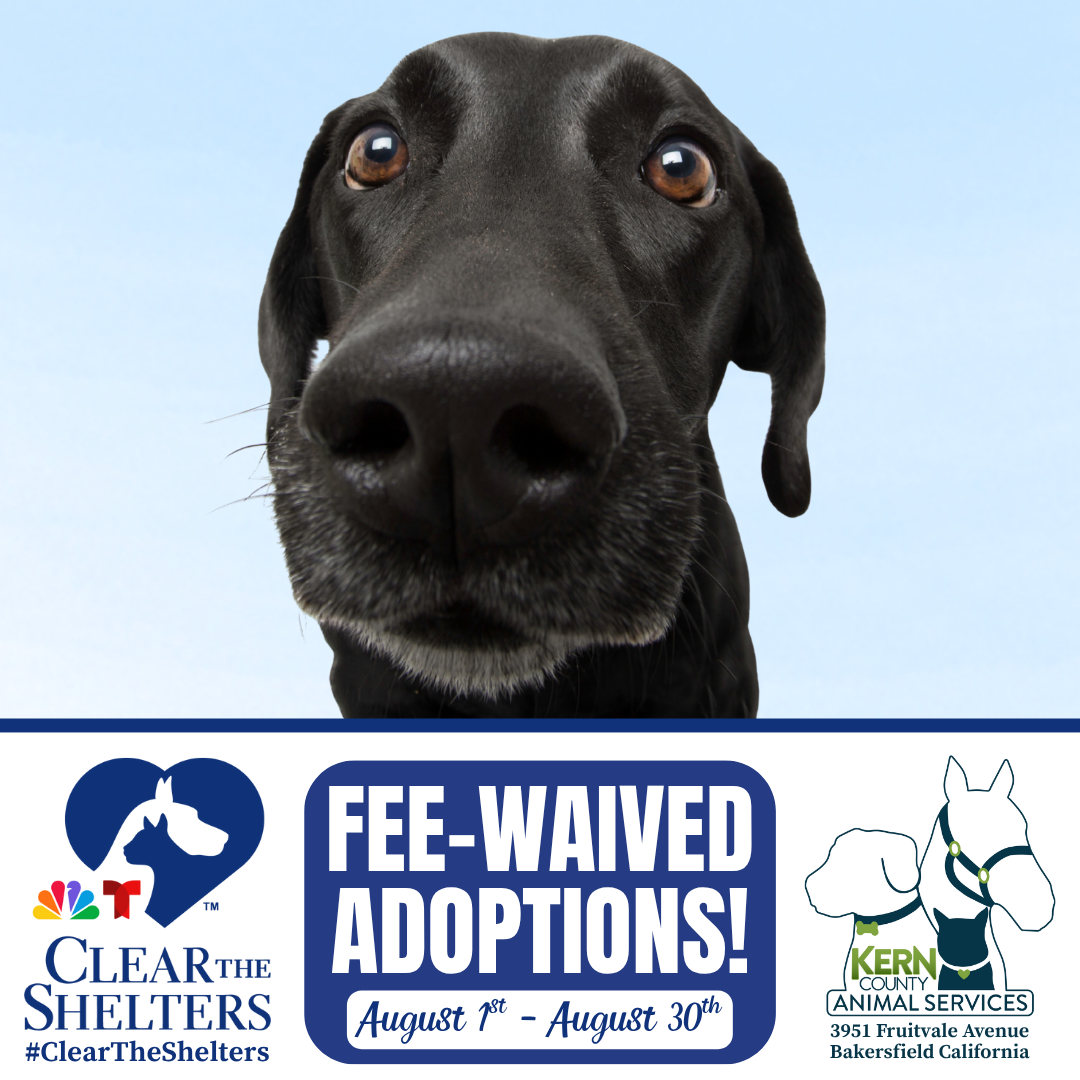 CLEAR THE
SHELTERS
#ClearTheShelters
TM
FEE-WAIVED
ADOPTIONS!
August 1st - August 30th
KERN
COUNTY
ANIMAL SERVICES
3951 Fruitvale Avenue
Bakersfield California